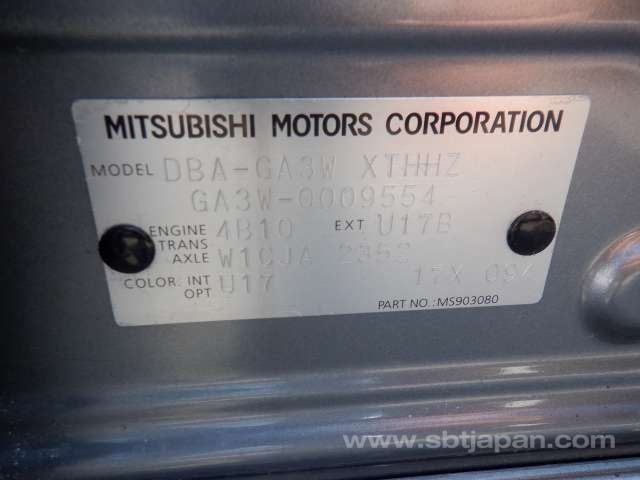 MITSUBISHI MOTORS CORPORATION
MODEL DBA-GA3W XTHHZ
GA3W-0009554
ENGINE 4B10 EXT U17B
TRANS
AXLE W1CJA 2352
COLOR: INT U17 17X 09
OPT
PART NO.: MS903080
www.sbtjapan.com